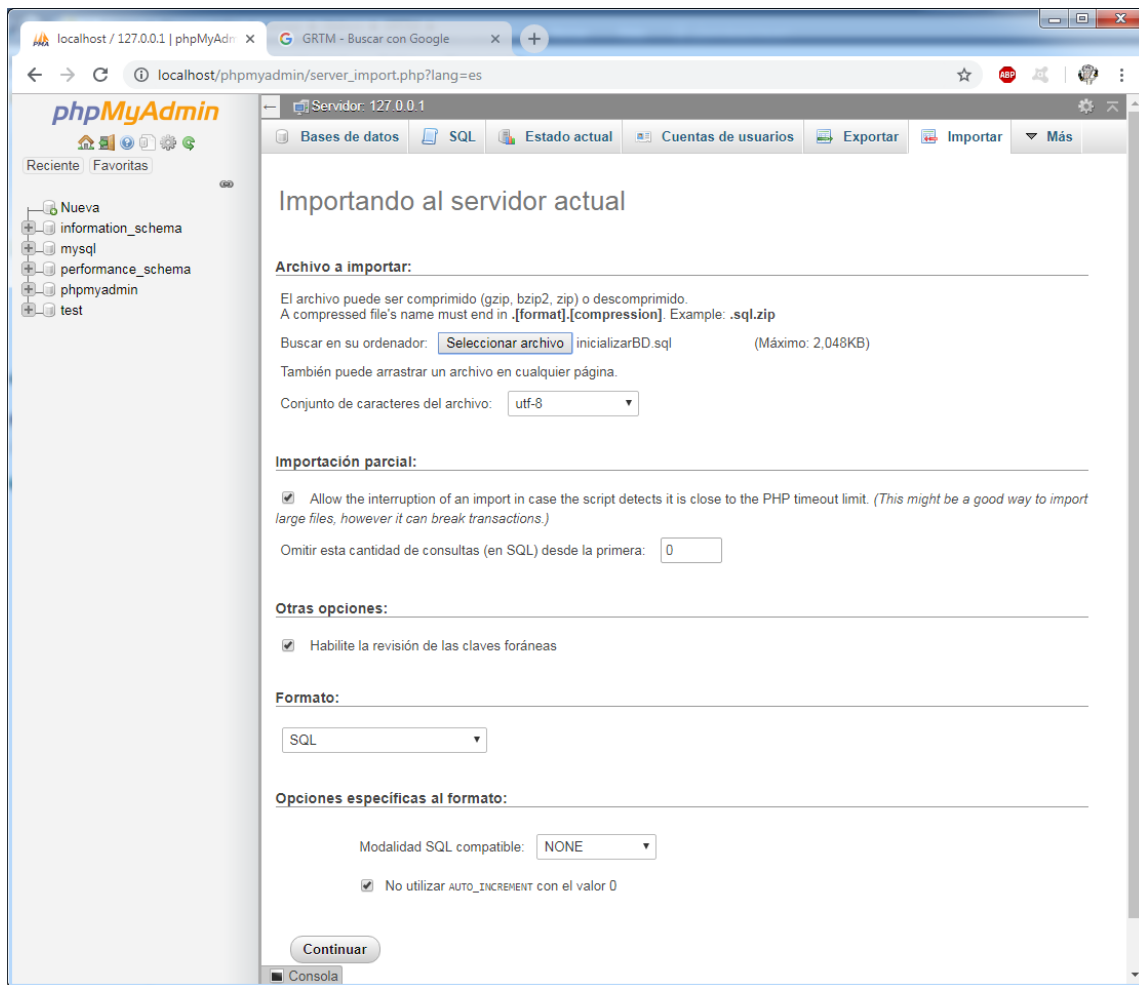 localhost / 127.0.0.1 | phpMyAdm
GRTM - Buscar con Google
localhost/phpmyadmin/server_import.php?lang=es
ABP
phpMyAdmin
Reciente Favoritas
Nueva
information_schema
mysql
performance_schema
phpmyadmin
test
Servidor: 127.0.0.1
Bases de datos SQL Estado actual Cuentas de usuarios Exportar Importar Más
Importando al servidor actual
Archivo a importar:
El archivo puede ser comprimido (gzip, bzip2, zip) o descomprimido.
A compressed file's name must end in .[format].[compression]. Example: .sql.zip
Buscar en su ordenador: Seleccionar archivo inicializarBD.sql (Máximo: 2,048KB)
También puede arrastrar un archivo en cualquier página.
Conjunto de caracteres del archivo: utf-8
Importación parcial:
Allow the interruption of an import in case the script detects it is close to the PHP timeout limit. (This might be a good way to import
large files, however it can break transactions.)
Omitir esta cantidad de consultas (en SQL) desde la primera: 0
Otras opciones:
Habilite la revisión de las claves foráneas
Formato:
SQL
Opciones específicas al formato:
Modalidad SQL compatible: NONE
No utilizar AUTO_INCREMENT con el valor 0
Continuar
Consola